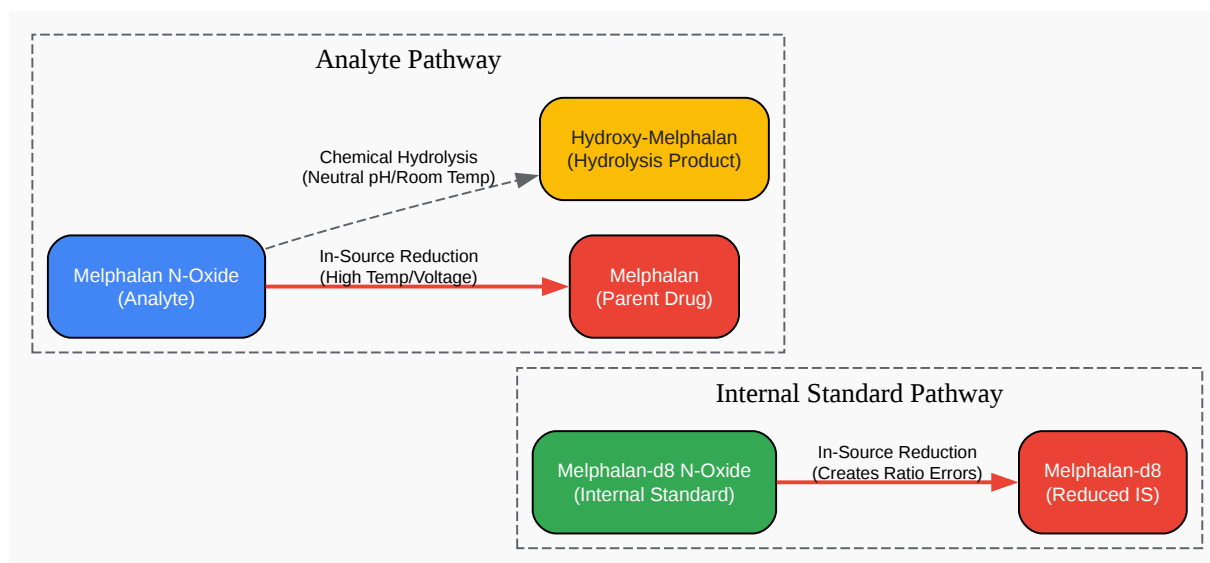 Analyte Pathway
Hydroxy-Melphalan
(Hydrolysis Product)
Chemical Hydrolysis
(Neutral pH/Room Temp)
Melphalan N-Oxide
(Analyte)
In-Source Reduction
(High Temp/Voltage)
Melphalan
(Parent Drug)
Internal Standard Pathway
Melphalan-d8 N-Oxide
(Internal Standard)
In-Source Reduction
(Creates Ratio Errors)
Melphalan-d8
(Reduced IS)